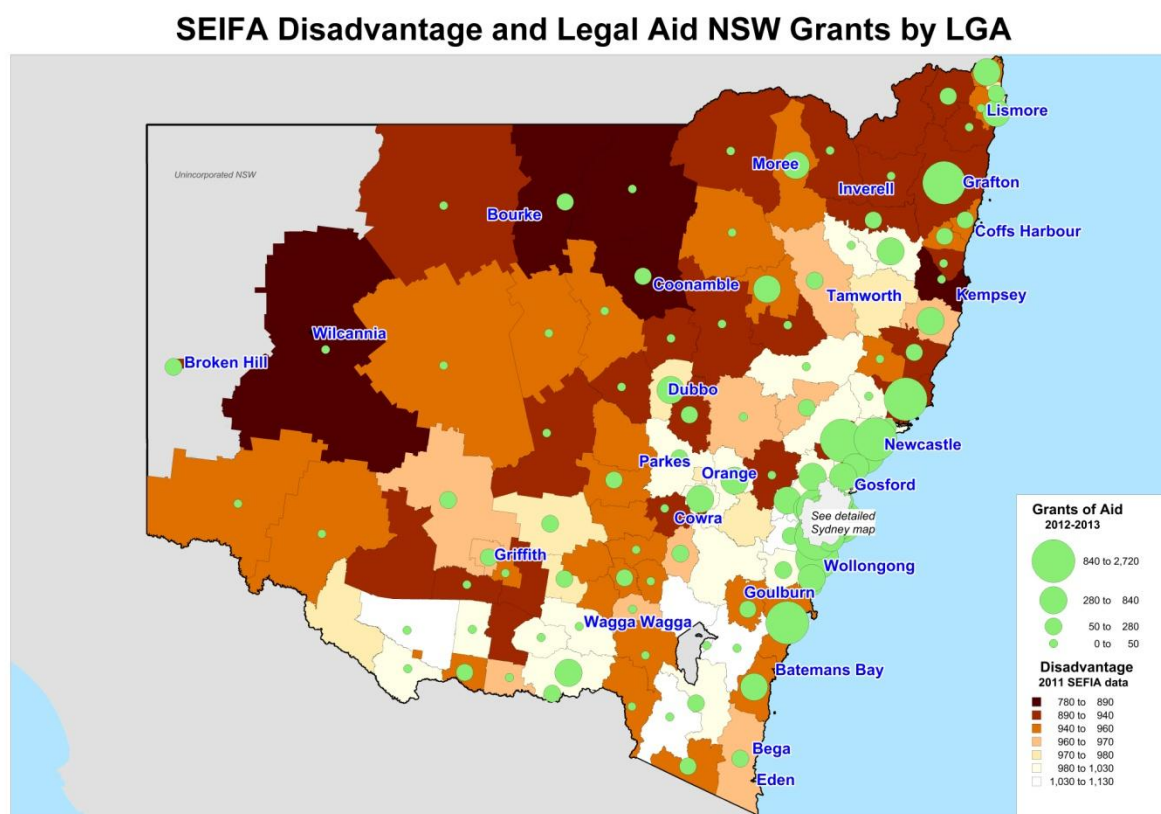 SEIFA Disadvantage and Legal Aid NSW Grants by LGA
Unincorporated NSW
Lismore
Moree
Inverell
Grafton
Bourke
Coffs Harbour
Coonamble
Tamworth
Kempsey
Wilcannia
Broken Hill
Dubbo
Newcastle
Parkes
Orange
Gosford
Cowra
See detailed
Sydney map
Griffith
Wollongong
Goulburn
Wagga Wagga
Batemans Bay
Bega
Eden
Grants of Aid
2012-2013
840 to 2,720
280 to 840
50 to 280
0 to 50
Disadvantage
2011 SEFIA data
780 to 890
890 to 940
940 to 960
960 to 970
970 to 980
980 to 1,030
1,030 to 1,130